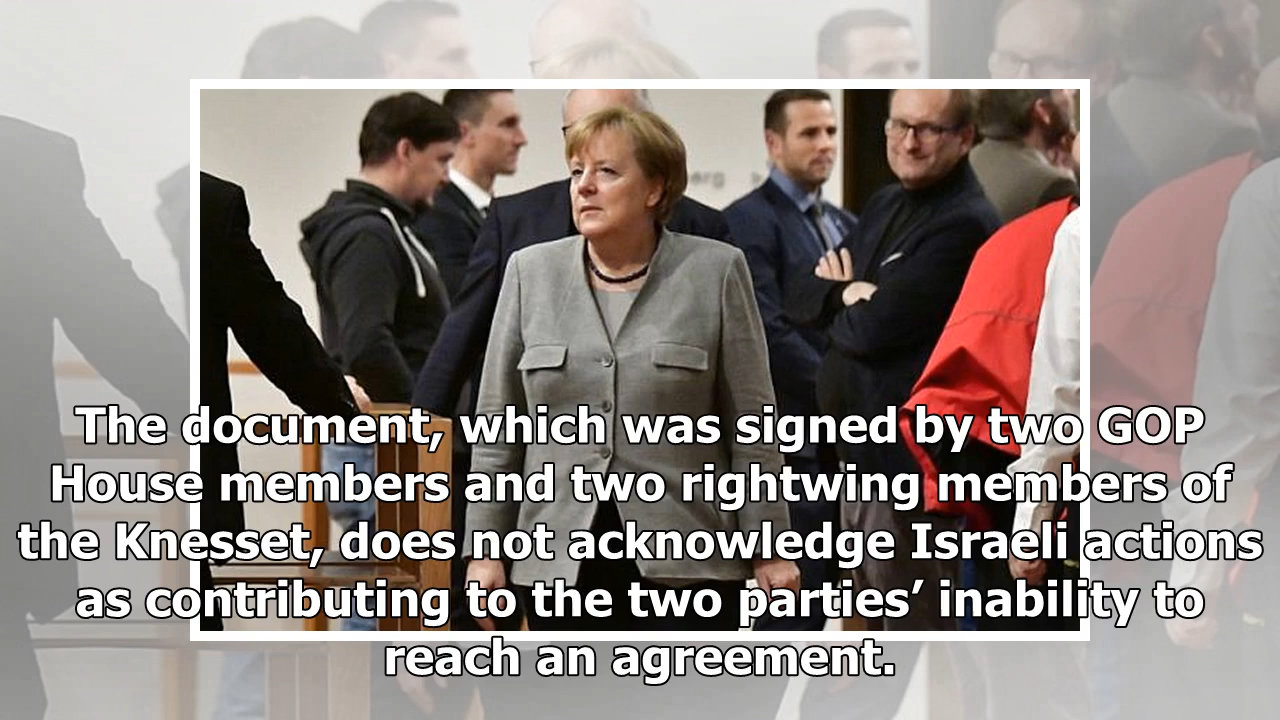 berg
The document, which was signed by two GOP
House members and two rightwing members of
the Knesset, does not acknowledge Israeli actions
as contributing to the two parties’ inability to
reach an agreement.